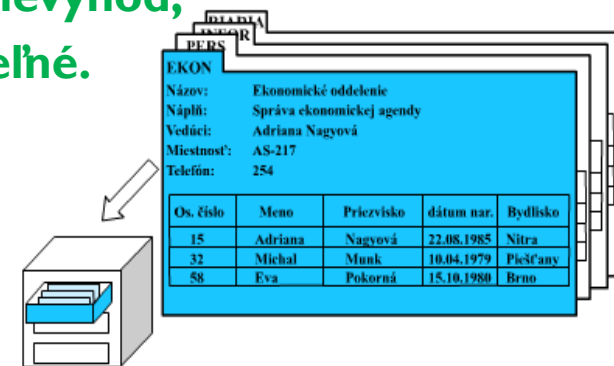 nevýhod,
eľné.
RIADIA
INFOR
PERS
EKON
Názov: Ekonomické oddelenie
Náplň: Správa ekonomickej agendy
Vedúci: Adriana Nagyová
Miestnosť: AS-217
Telefón: 254
Os. číslo Meno Priezvisko dátum nar. Bydlisko
15 Adriana Nagyová 22.08.1985 Nitra
32 Michal Munk 10.04.1979 Piešťany
58 Eva Pokorná 15.10.1980 Brno